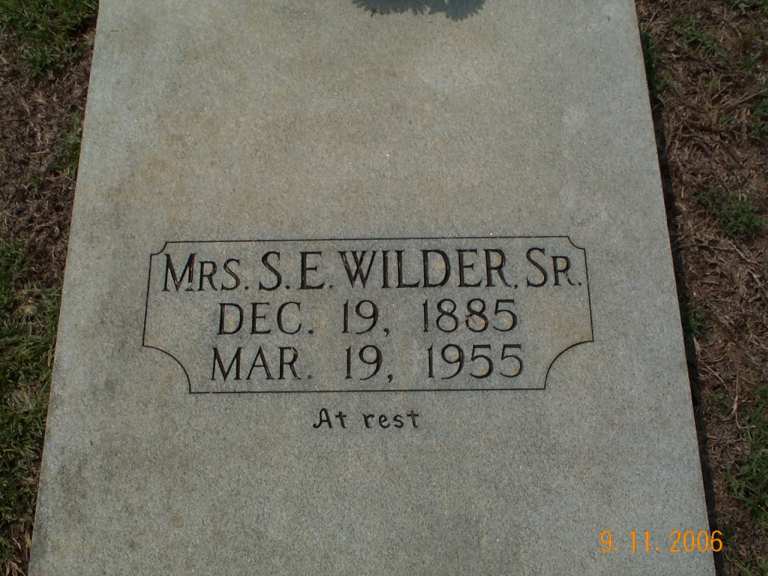 MRS. S. E. WILDER, SR.
DEC. 19, 1885
MAR. 19, 1955
At rest
9.11.2006